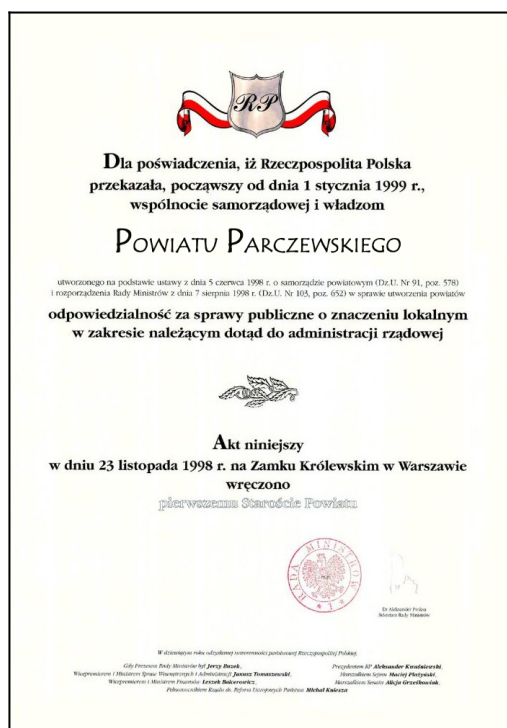 RP
Dla poświadczenia, iż Rzeczpospolita Polska
przekazała, począwszy od dnia 1 stycznia 1999 r.,
wspólnocie samorządowej i władzom
POWIATU PARCZEWSKIEGO
utworzonego na podstawie ustawy z dnia 5 czerwca 1998 r. o samorządzie powiatowym (Dz.U. Nr 91, poz. 578)
i rozporządzenia Rady Ministrów z dnia 7 sierpnia 1998 r. (Dz.U. Nr 103, poz. 652) w sprawie utworzenia powiatów
odpowiedzialność za sprawy publiczne o znaczeniu lokalnym
w zakresie należącym dotąd do administracji rządowej
Akt niniejszy
w dniu 23 listopada 1998 r. na Zamku Królewskim w Warszawie
wręczono
pierwszemu Staroście Powiatu
RADA MINISTRÓW
Dr Aleksander
Sekretarz Rady Ministrów
W dziesiątym roku odzyskanej suwerenności państwowej Rzeczypospolitej Polskiej,
Gdy Prezesem Rady Ministrów był Jerzy Buzek,
Wicepremierem i Ministrem Spraw Wewnętrznych i Administracji Janusz Tomaszewski,
Wicepremierem i Ministrem Finansów Leszek Balcerowicz,
Prezydentem RP Aleksander Kwaśniewski,
Marszałkiem Sejmu Maciej Płażyński,
Marszałkiem Senatu Alicja Grześkowiak,
Pełnomocnikiem Rządu ds. Reform Ustrojowych Państwa Michał Kulesza